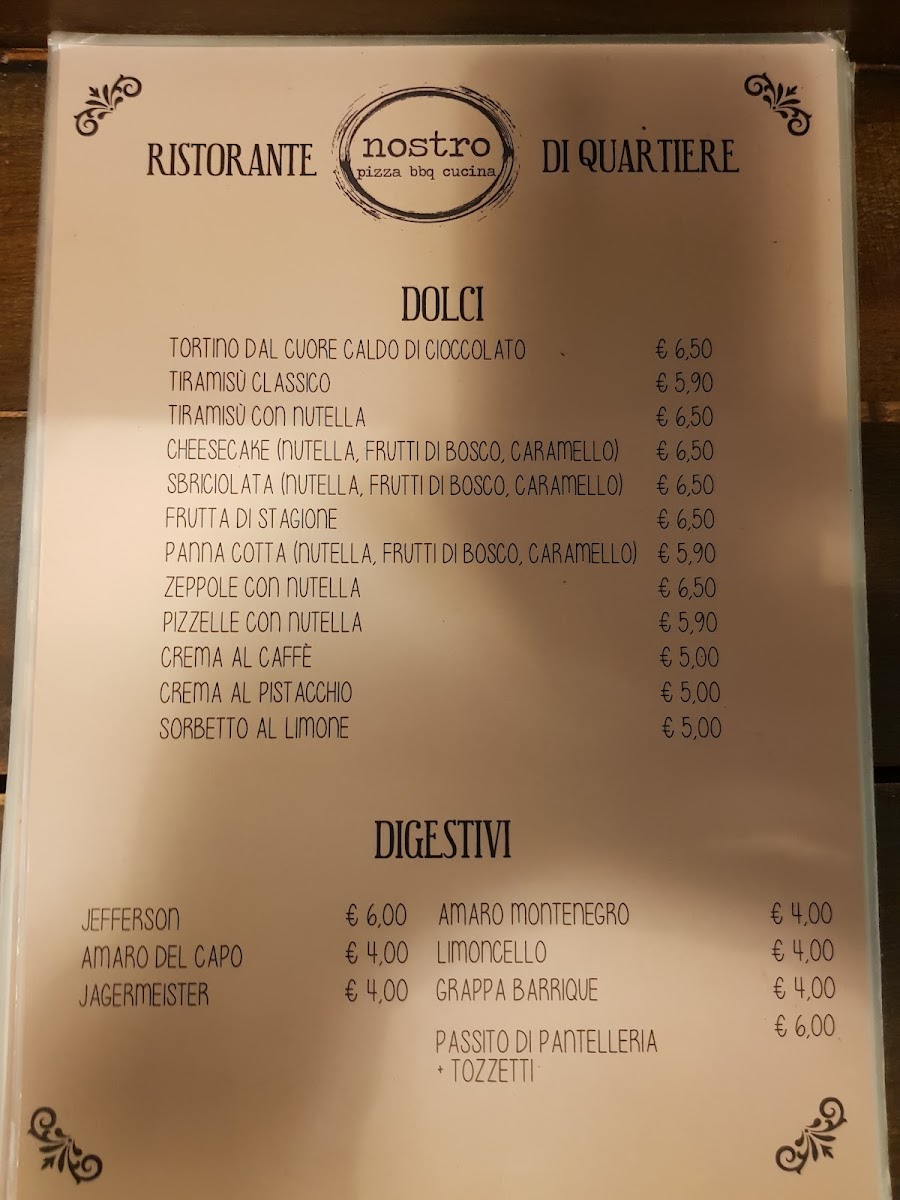 RISTORANTE nostro DI QUARTIERE
pizza bbq cucina
DOLCI
TORTINO DAL CUORE CALDO DI CIOCCOLATO € 6,50
TIRAMISÙ CLASSICO € 5,90
TIRAMISÙ CON NUTELLA € 6,50
CHEESECAKE (NUTELLA, FRUTTI DI BOSCO, CARAMELLO) € 6,50
SBRICIOLATA (NUTELLA, FRUTTI DI BOSCO, CARAMELLO) € 6,50
FRUTTA DI STAGIONE € 6,50
PANNA COTTA (NUTELLA, FRUTTI DI BOSCO, CARAMELLO) € 5,90
ZEPPOLE CON NUTELLA € 6,50
PIZZELLE CON NUTELLA € 5,90
CREMA AL CAFFÈ € 5,00
CREMA AL PISTACCHIO € 5,00
SORBETTO AL LIMONE € 5,00
DIGESTIVI
JEFFERSON € 6,00
AMARO DEL CAPO € 4,00
JAGERMEISTER € 4,00
AMARO MONTENEGRO € 4,00
LIMONCELLO € 4,00
GRAPPA BARRIQUE € 4,00
PASSITO DI PANTELLERIA € 6,00
+ TOZZETTI